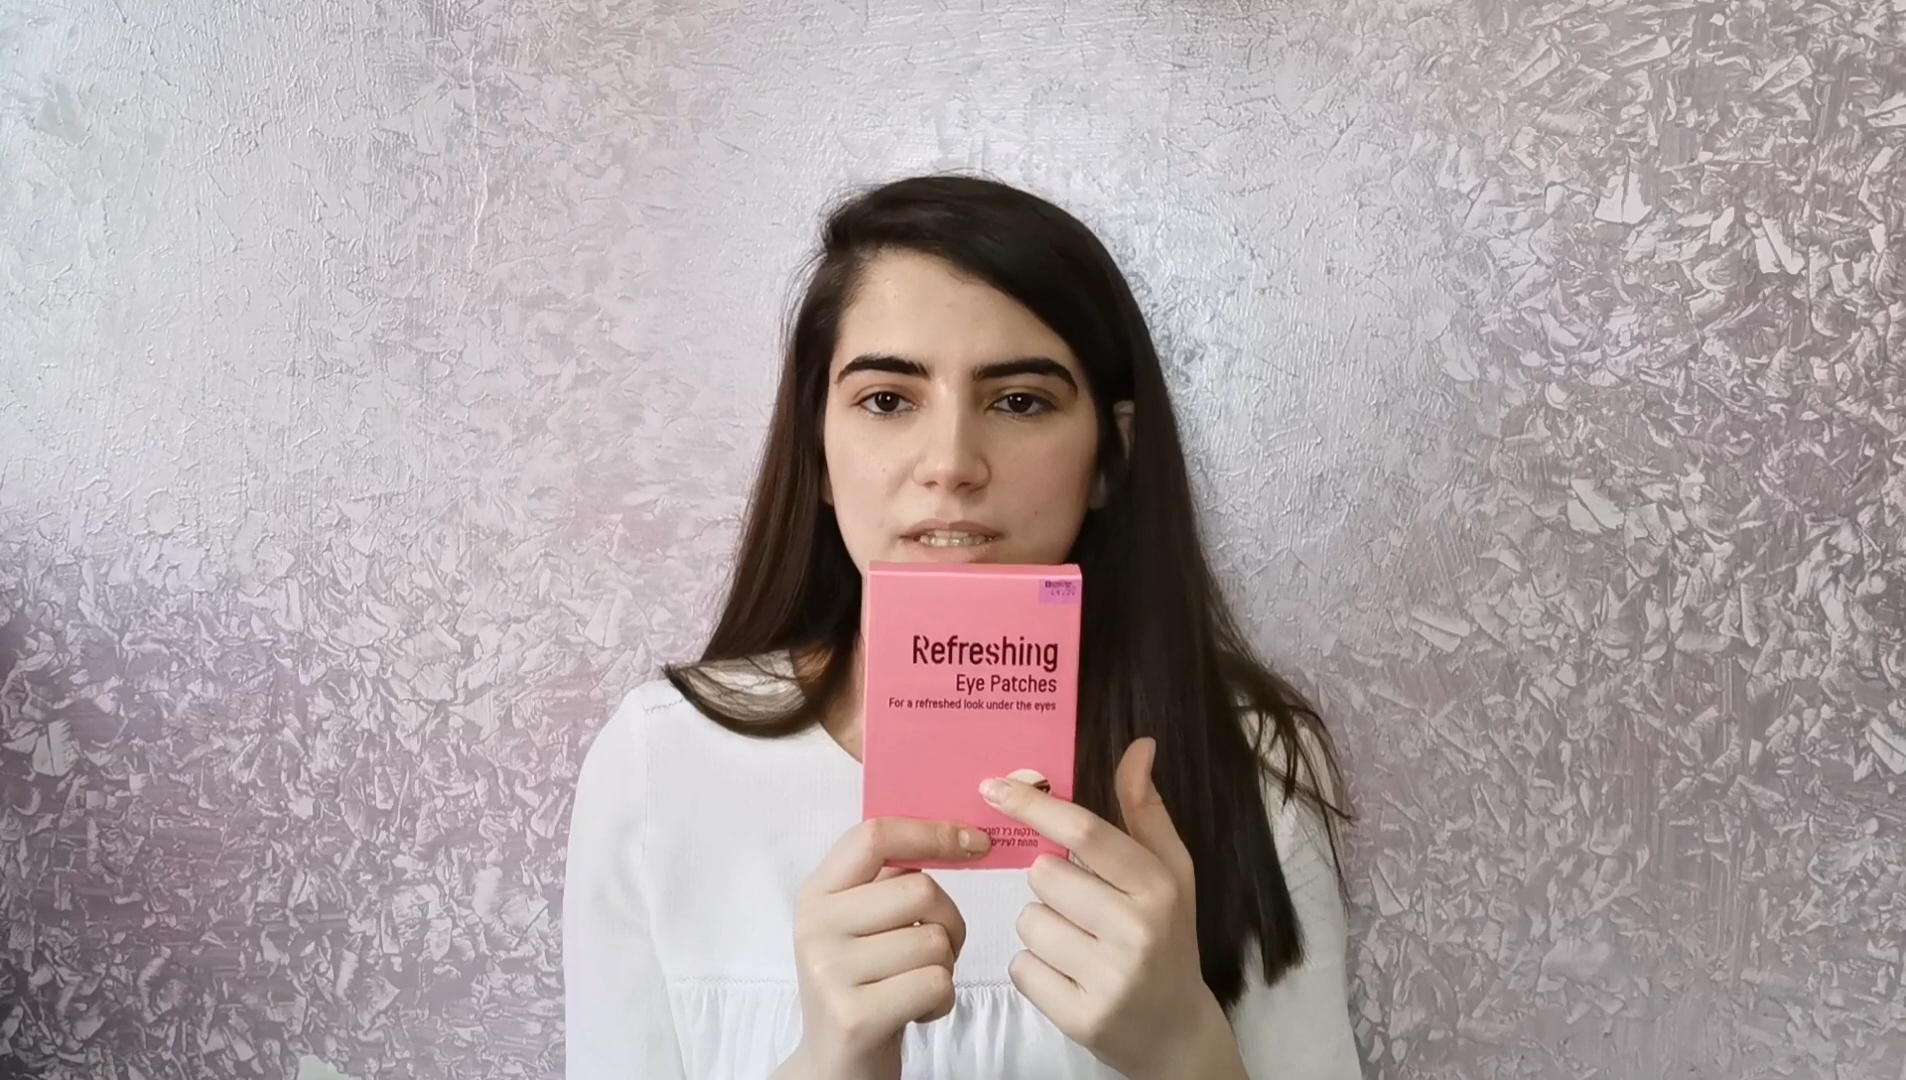 Refreshing
Eye Patches
For a refreshed look under the eyes